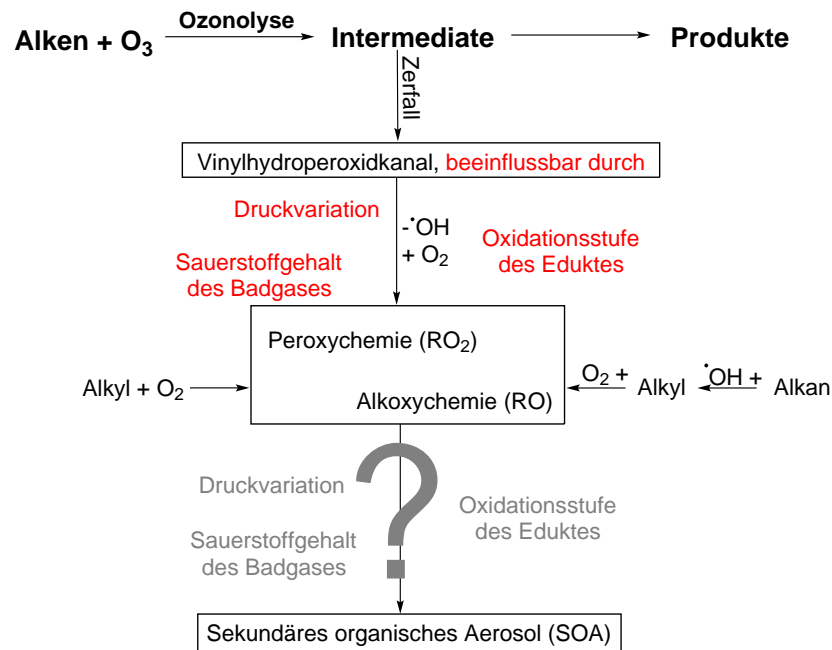 Ozonolyse
Alken + O₃
Intermediate
Produkte
Zerfall
Vinylhydroperoxidkanal, beeinflussbar durch
Druckvariation
-•OH
+ O₂
Oxidationsstufe
des Eduktes
Sauerstoffgehalt
des Badgases
Peroxychemie (RO₂)
Alkyl + O₂
O₂ + Alkyl •OH + Alkan
Alkoxychemie (RO)
?
Druckvariation
Oxidationsstufe
des Eduktes
Sauerstoffgehalt
des Badgases
Sekundäres organisches Aerosol (SOA)